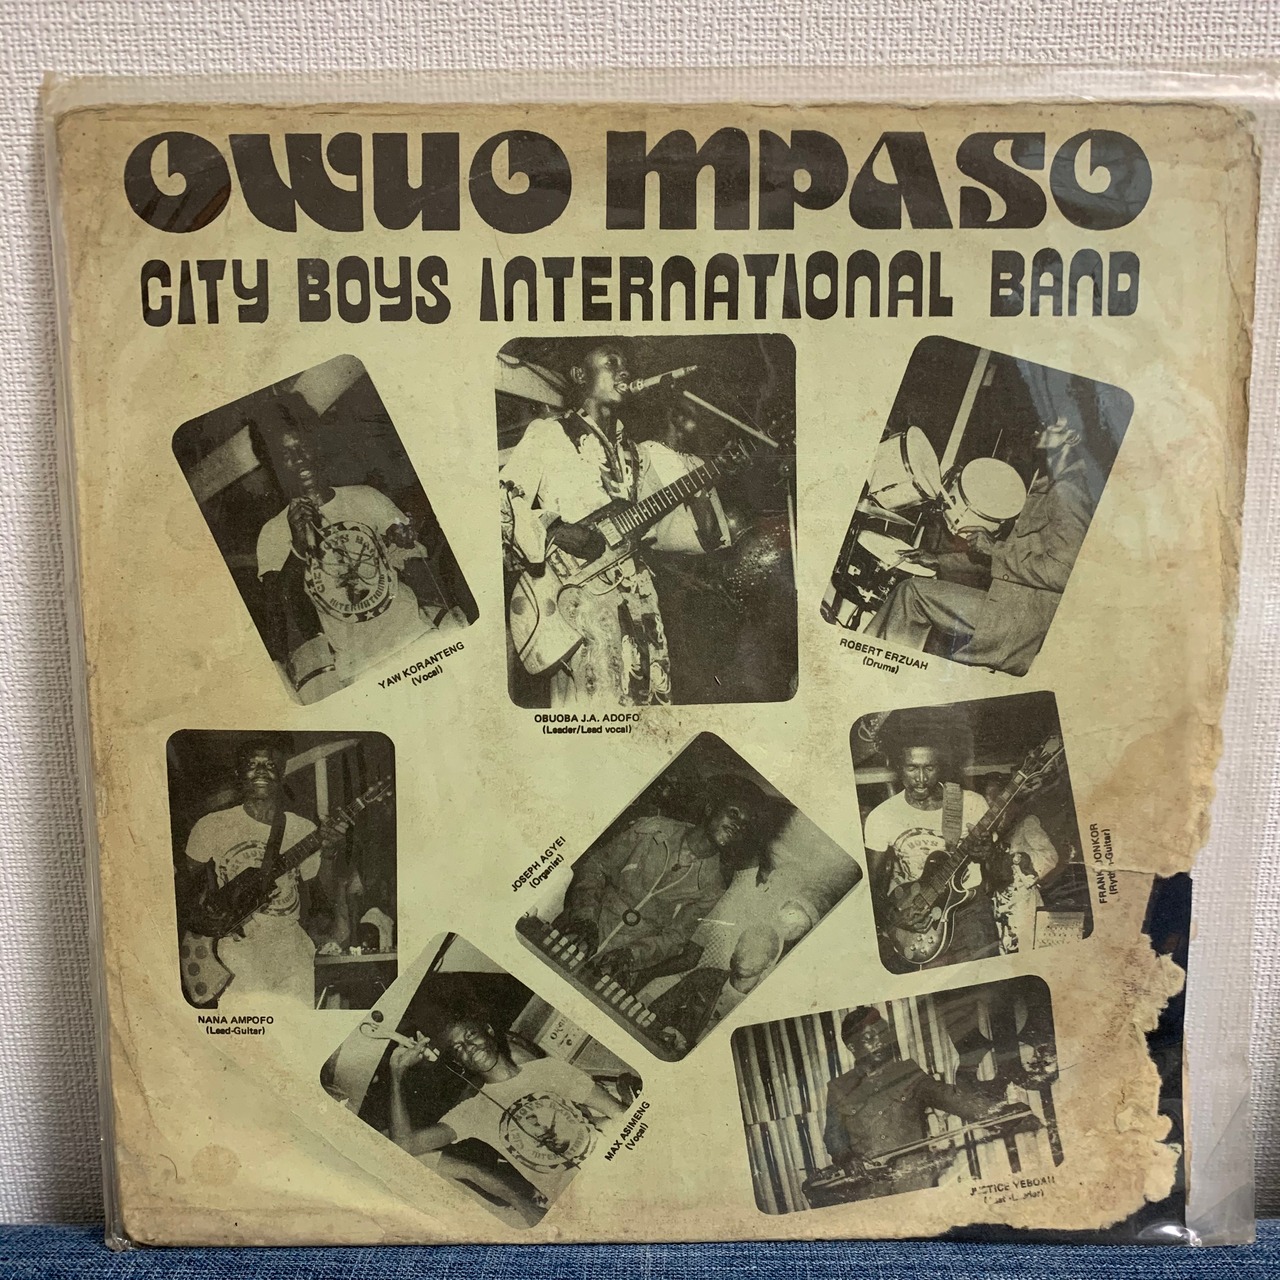 OWUO MPASO
CITY BOYS INTERNATIONAL BAND
YAW KORANTENG
(Vocal)
OBUOBA J.A. ADOFO
(Leader/Lead vocal)
ROBERT ERZUAH
(Drums)
NANA AMPOFO
(Lead-Guitar)
JOSEPH AGYEI
(Organist)
FRANK
MAX ASIMENG
(Vocal)
YEBOAH